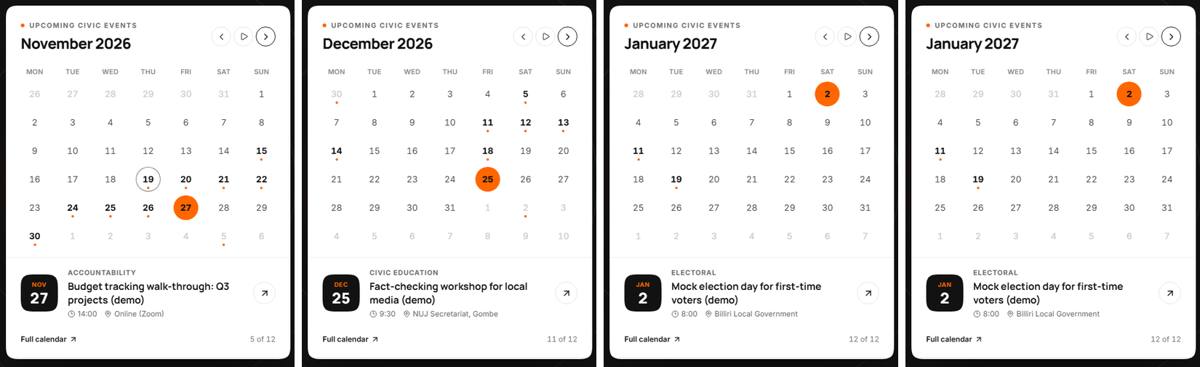 UPCOMING CIVIC EVENTS
November 2026
MON TUE WED THU FRI SAT SUN
26 27 28 29 30 31 1
2 3 4 5 6 7 8
9 10 11 12 13 14 15
16 17 18 19 20 21 22
23 24 25 26 27 28 29
30 1 2 3 4 5 6
NOV
27
ACCOUNTABILITY
Budget tracking walk-through: Q3
projects (demo)
14:00 Online (Zoom)
Full calendar 5 of 12
UPCOMING CIVIC EVENTS
December 2026
MON TUE WED THU FRI SAT SUN
30 1 2 3 4 5 6
7 8 9 10 11 12 13
14 15 16 17 18 19 20
21 22 23 24 25 26 27
28 29 30 31 1 2 3
4 5 6 7 8 9 10
DEC
25
CIVIC EDUCATION
Fact-checking workshop for local
media (demo)
9:30 NUJ Secretariat, Gombe
Full calendar 11 of 12
UPCOMING CIVIC EVENTS
January 2027
MON TUE WED THU FRI SAT SUN
28 29 30 31 1 2 3
4 5 6 7 8 9 10
11 12 13 14 15 16 17
18 19 20 21 22 23 24
25 26 27 28 29 30 31
1 2 3 4 5 6 7
JAN
2
ELECTORAL
Mock election day for first-time
voters (demo)
8:00 Billiri Local Government
Full calendar 12 of 12
UPCOMING CIVIC EVENTS
January 2027
MON TUE WED THU FRI SAT SUN
28 29 30 31 1 2 3
4 5 6 7 8 9 10
11 12 13 14 15 16 17
18 19 20 21 22 23 24
25 26 27 28 29 30 31
1 2 3 4 5 6 7
JAN
2
ELECTORAL
Mock election day for first-time
voters (demo)
8:00 Billiri Local Government
Full calendar 12 of 12